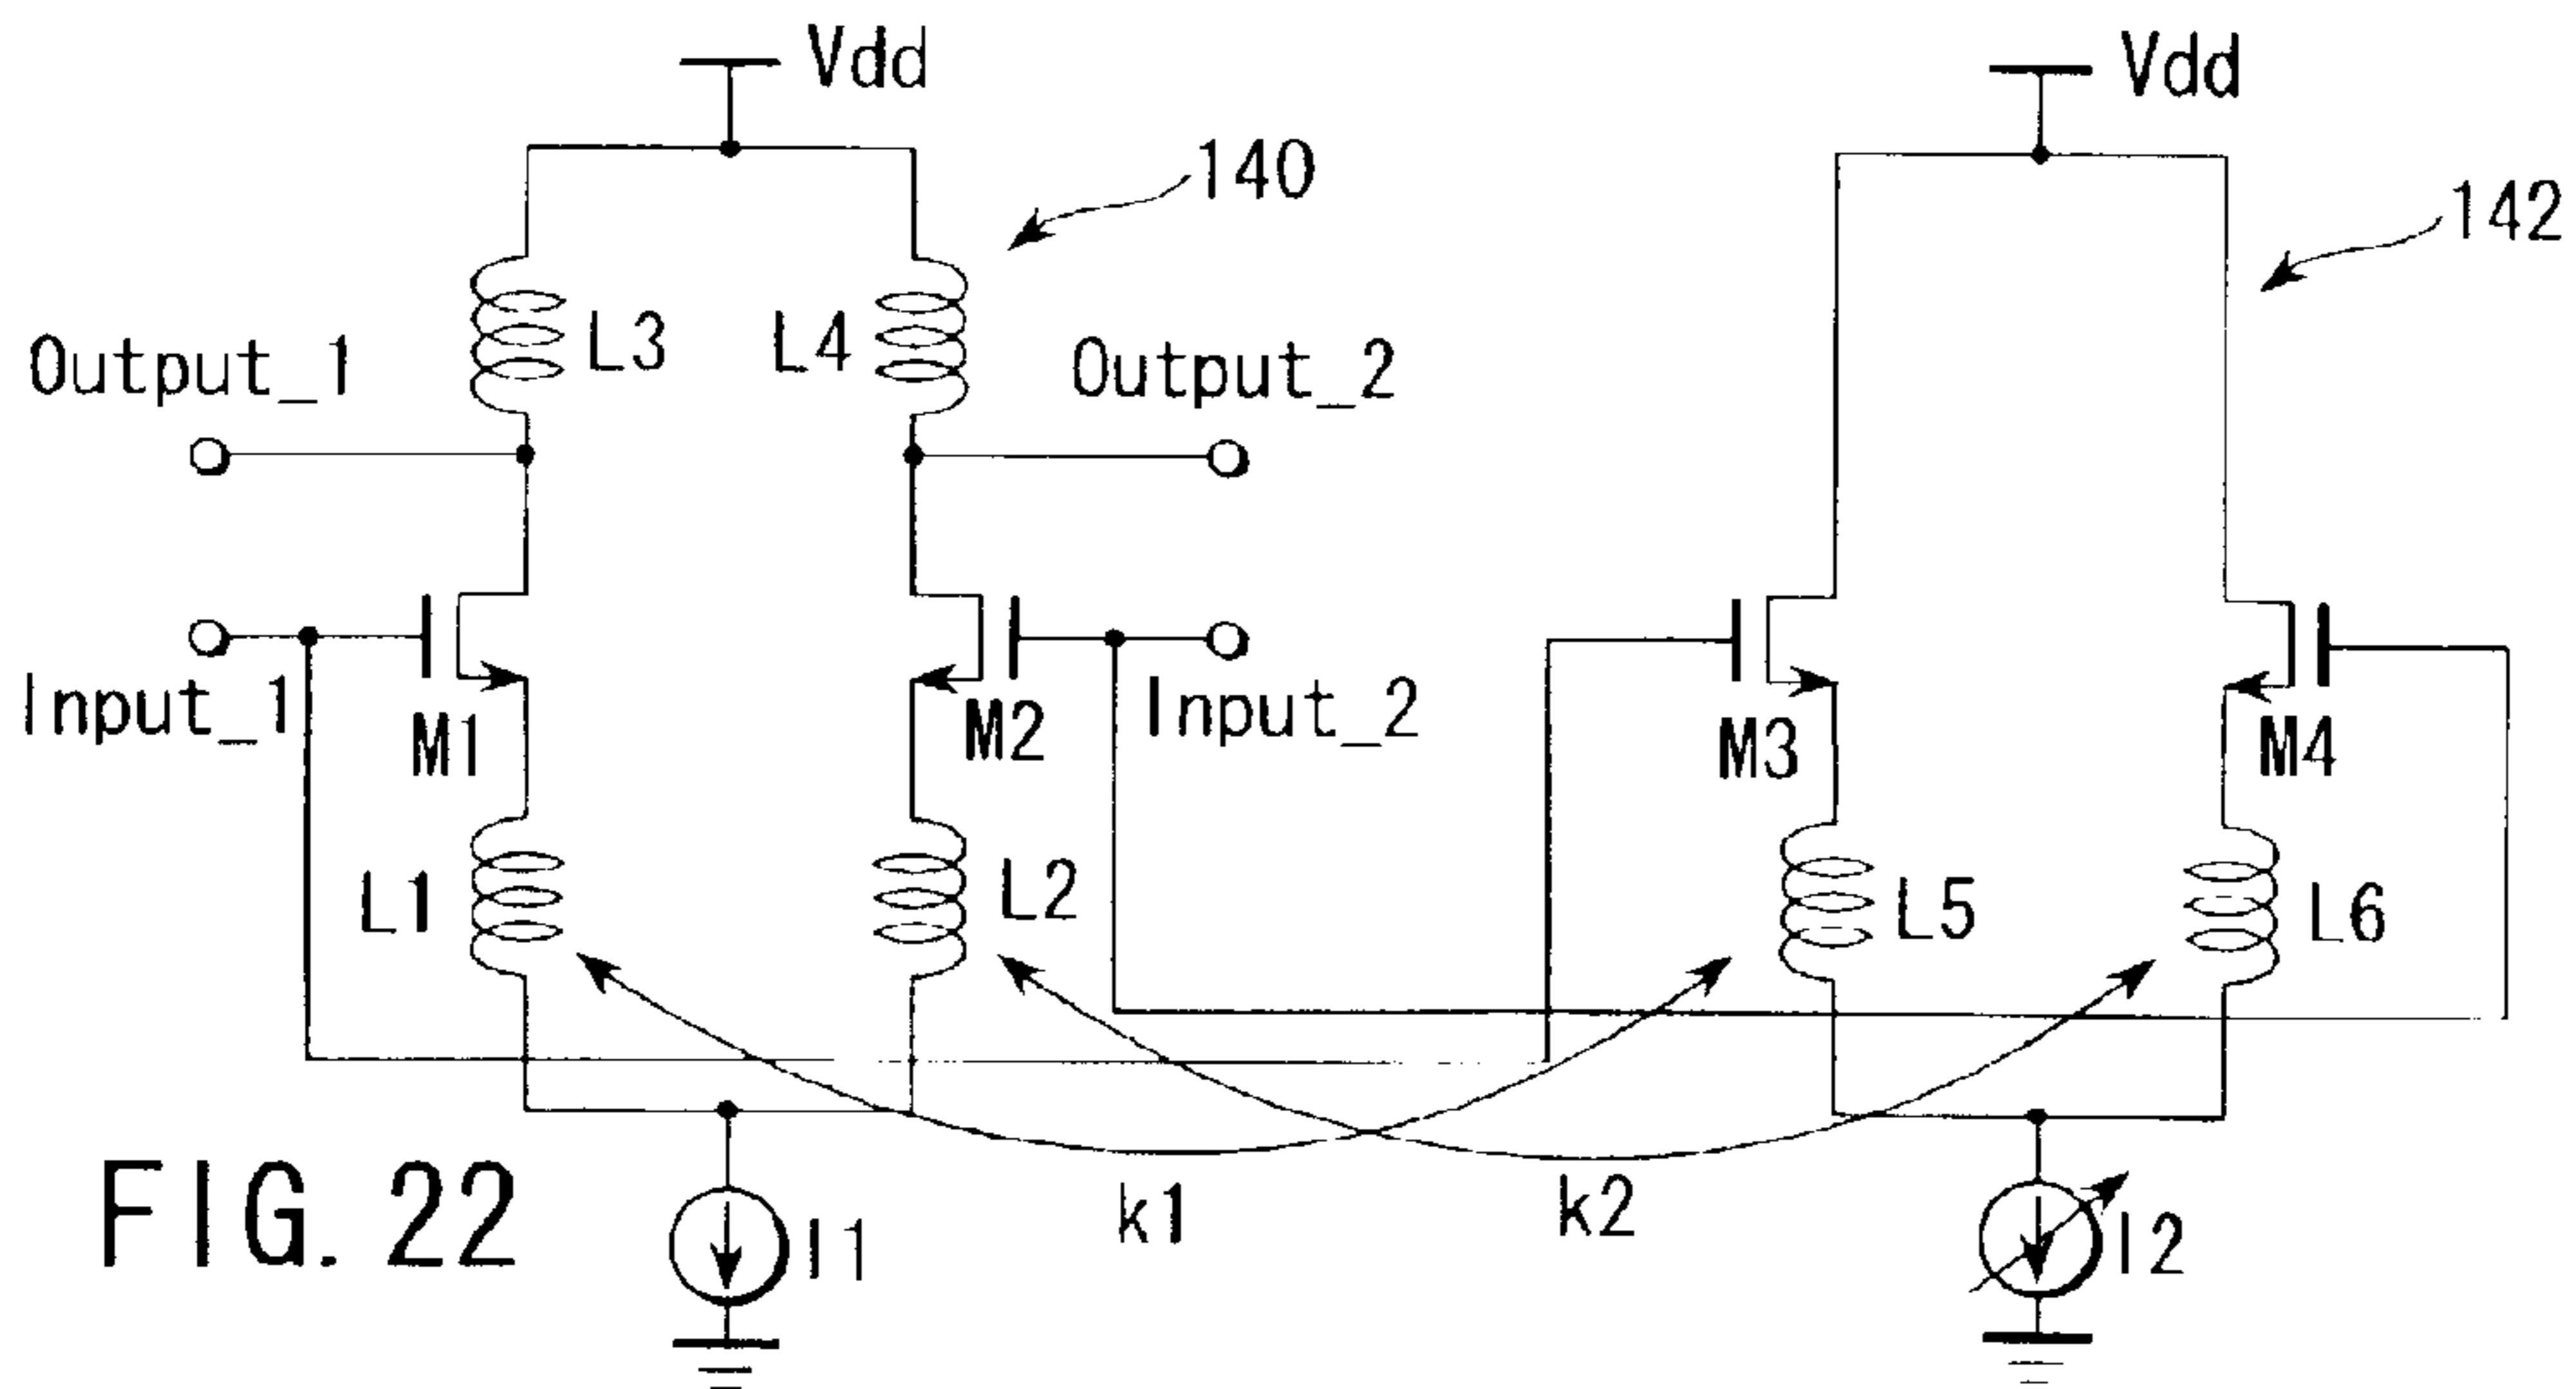 Vdd
Vdd
140
142
L3
L4
Output_1
Output_2
Input_1
M1
M2
Input_2
M3
M4
L1
L2
L5
L6
k1
k2
FIG. 22
I1
I2